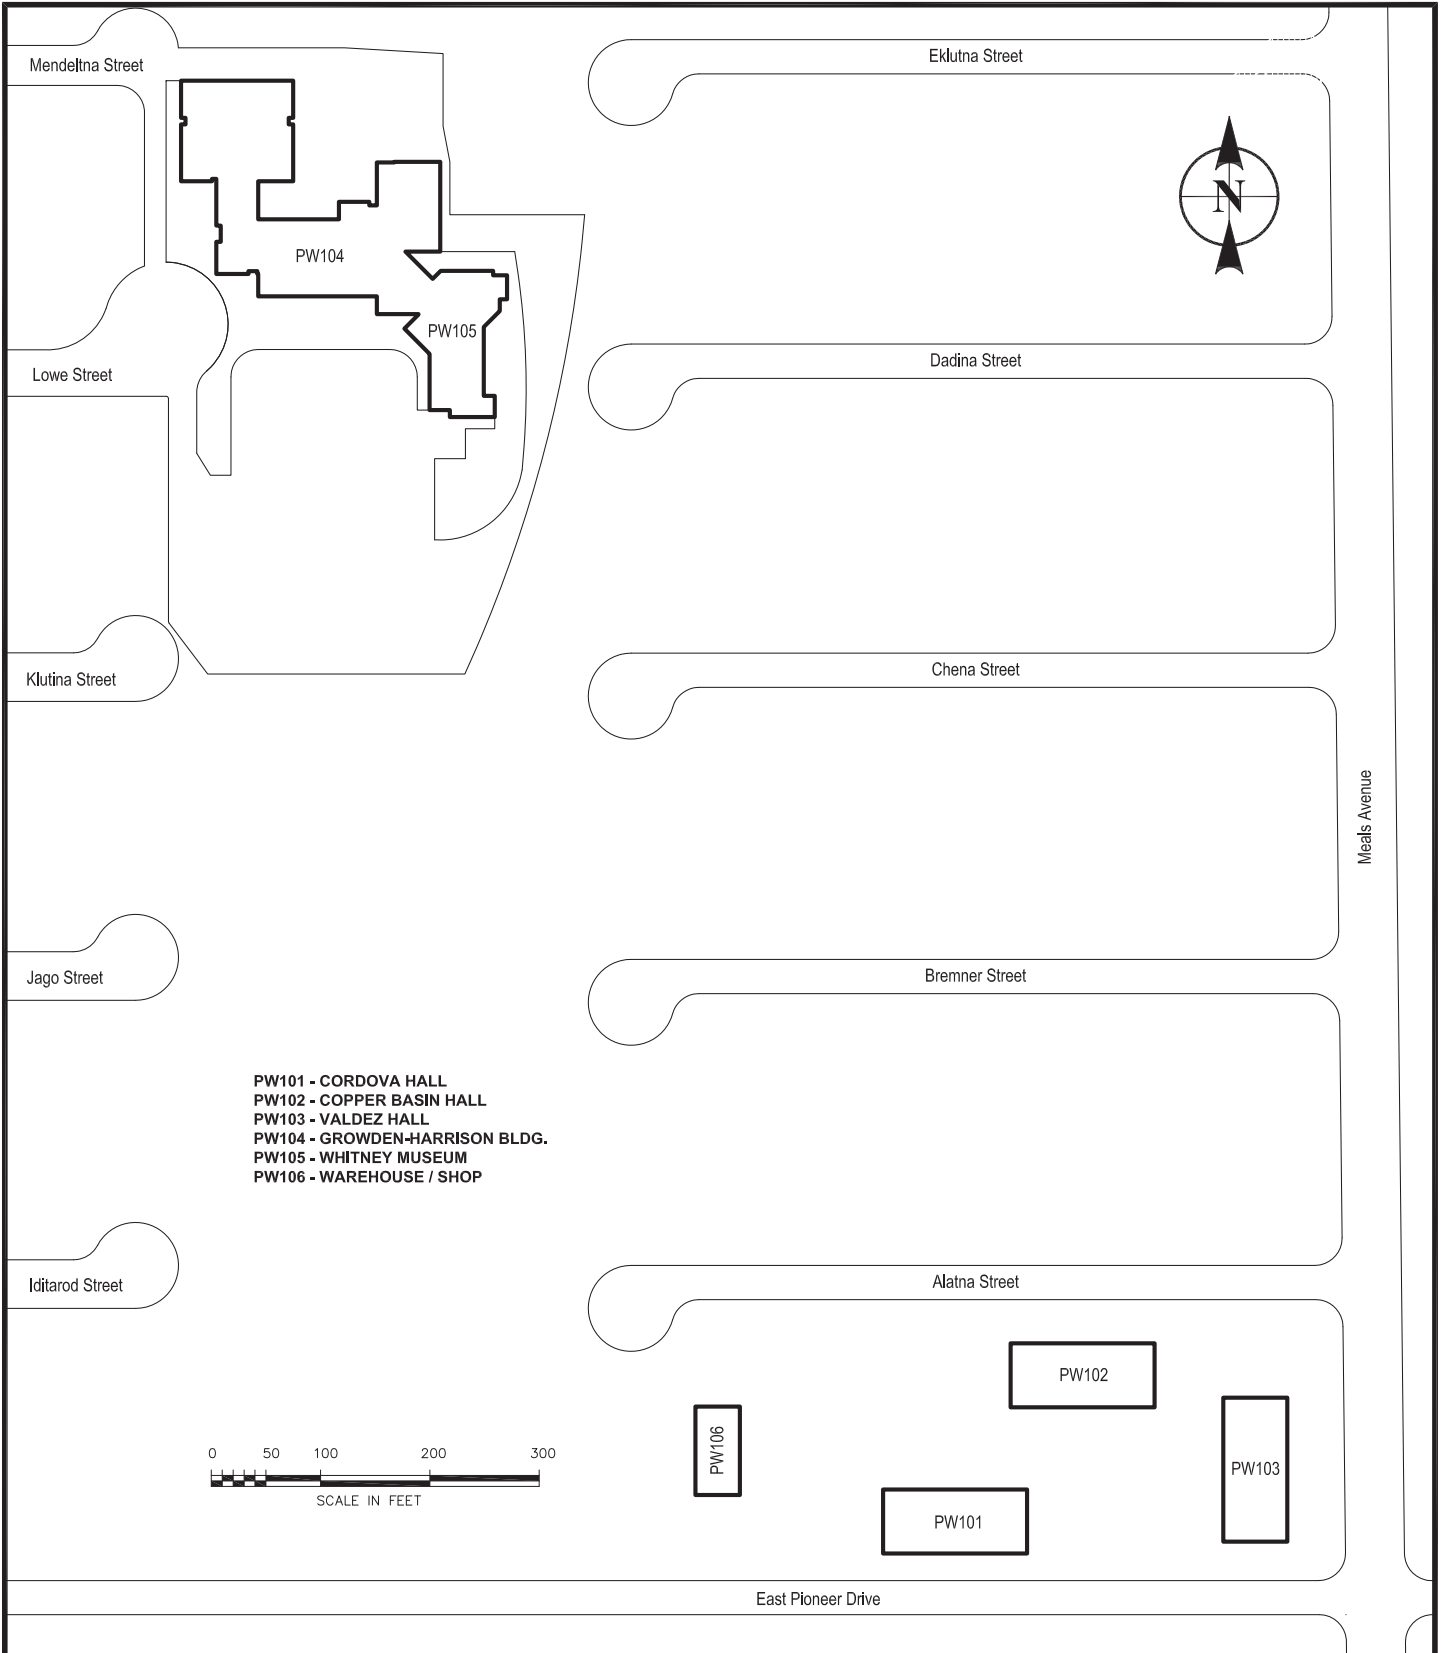 Mendeltna Street
Eklutna Street
N
PW104
PW105
Dadina Street
Lowe Street
Chena Street
Klutina Street
Meals Avenue
Bremner Street
Jago Street
PW101 - CORDOVA HALL
PW102 - COPPER BASIN HALL
PW103 - VALDEZ HALL
PW104 - GROWDEN-HARRISON BLDG.
PW105 - WHITNEY MUSEUM
PW106 - WAREHOUSE / SHOP
Iditarod Street
Alatna Street
PW102
PW106
PW103
PW101
0 50 100 200 300
SCALE IN FEET
East Pioneer Drive